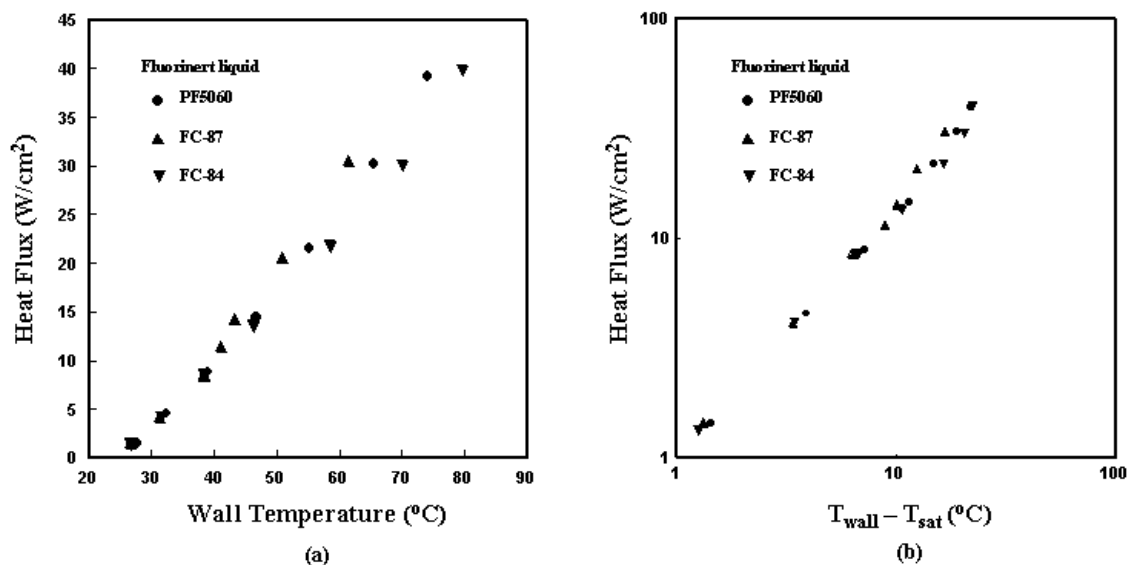 45
40
35
30
25
20
15
10
5
0
Heat Flux (W/cm²)
Fluorinert liquid
PF5060
FC-87
FC-84
20 30 40 50 60 70 80 90
Wall Temperature (⁰C)
(a)
100
10
1
Heat Flux (W/cm²)
Fluorinert liquid
PF5060
FC-87
FC-84
1 10 100
T_wall – T_sat (⁰C)
(b)